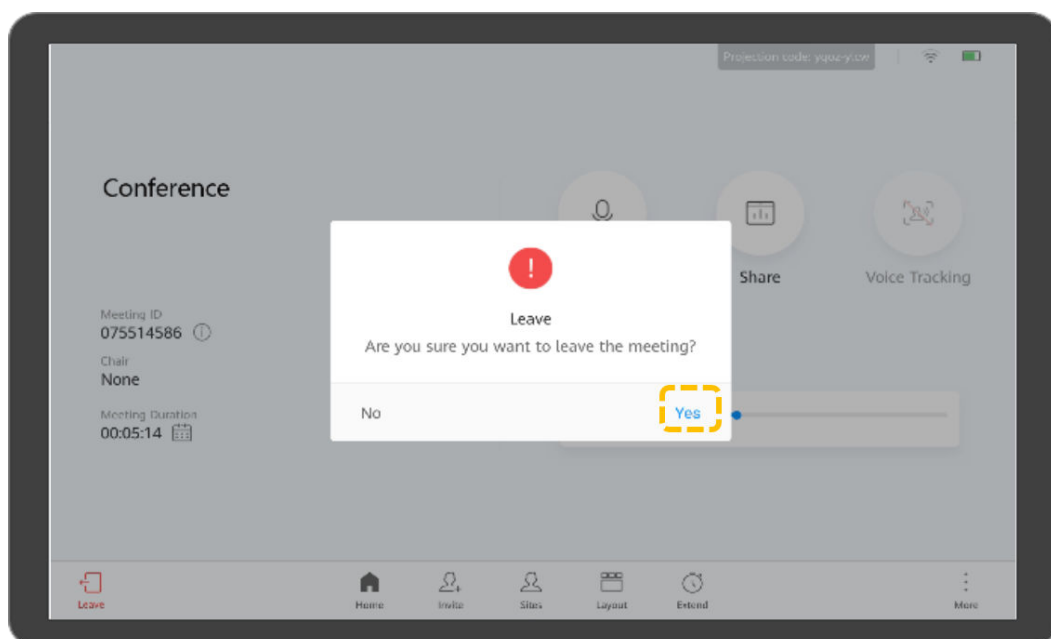 Projection code: yqoz-ytcw
Conference
Share
Voice Tracking
Meeting ID
075514586
Chair
None
Meeting Duration
00:05:14
Leave
Are you sure you want to leave the meeting?
No
Yes
Leave
Home
Invite
Sites
Layout
Extend
More